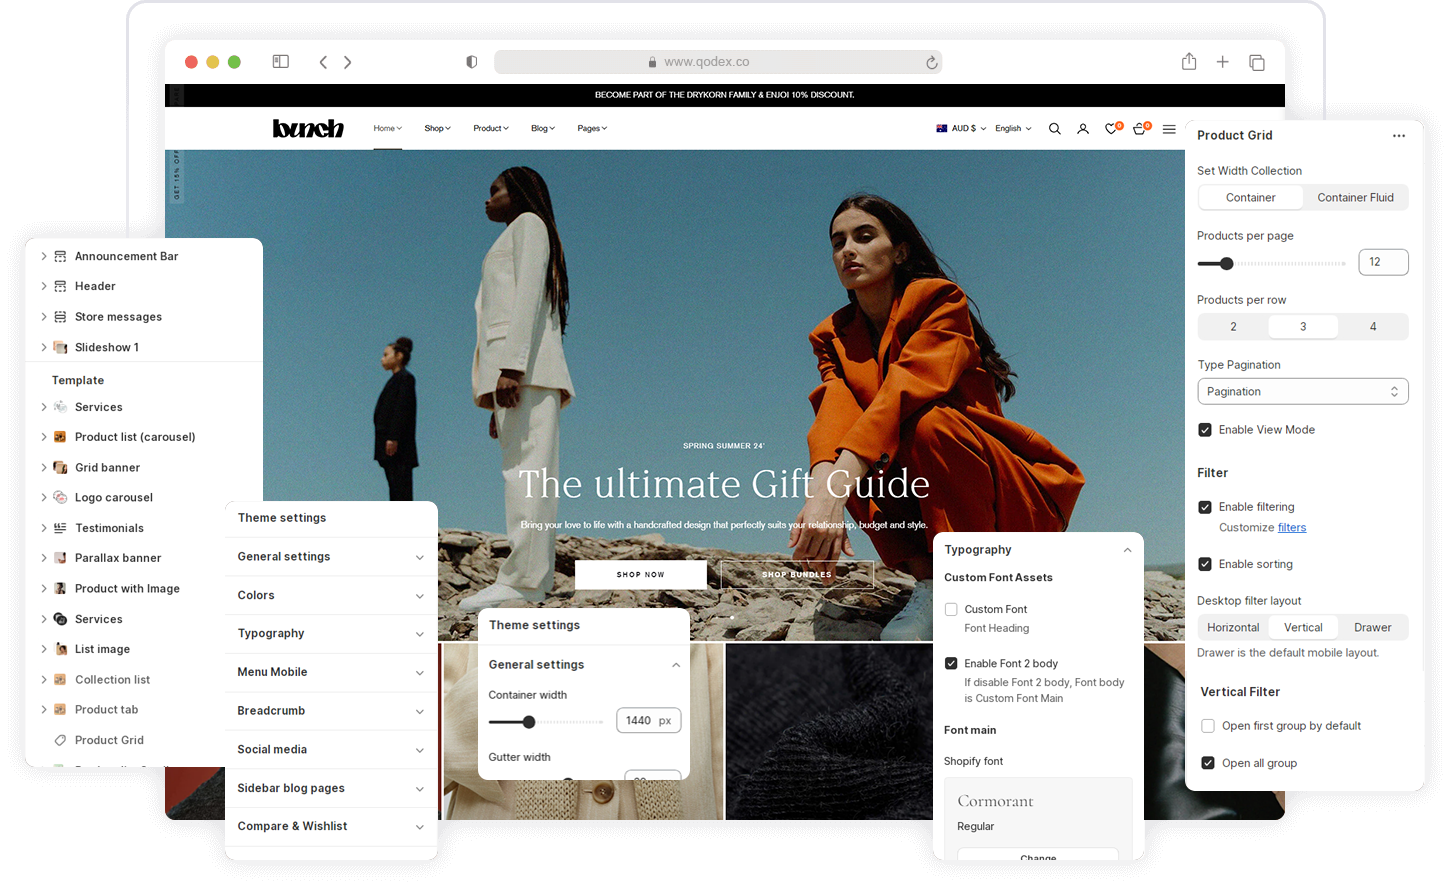 www.qodex.co
BECOME PART OF THE DRYKORN FAMILY & ENJOI 10% DISCOUNT.
bunch
Home
Shop
Product
Blog
Pages
AUD $
English
0
0
GET 15% OFF
SPRING SUMMER 24'
The ultimate Gift Guide
Bring your love to life with a handcrafted design that perfectly suits your relationship, budget and style.
SHOP NOW
SHOP BUNDLES
Announcement Bar
Header
Store messages
Slideshow 1
Template
Services
Product list (carousel)
Grid banner
Logo carousel
Testimonials
Parallax banner
Product with Image
Services
List image
Collection list
Product tab
Product Grid
Theme settings
General settings
Colors
Typography
Menu Mobile
Breadcrumb
Social media
Sidebar blog pages
Compare & Wishlist
Theme settings
General settings
Container width
1440 px
Gutter width
Typography
Custom Font Assets
Custom Font
Font Heading
Enable Font 2 body
If disable Font 2 body, Font body
is Custom Font Main
Font main
Shopify font
Cormorant
Regular
Change
Product Grid
Set Width Collection
Container
Container Fluid
Products per page
12
Products per row
2
3
4
Type Pagination
Pagination
Enable View Mode
Filter
Enable filtering
Customize filters
Enable sorting
Desktop filter layout
Horizontal
Vertical
Drawer
Drawer is the default mobile layout.
Vertical Filter
Open first group by default
Open all group